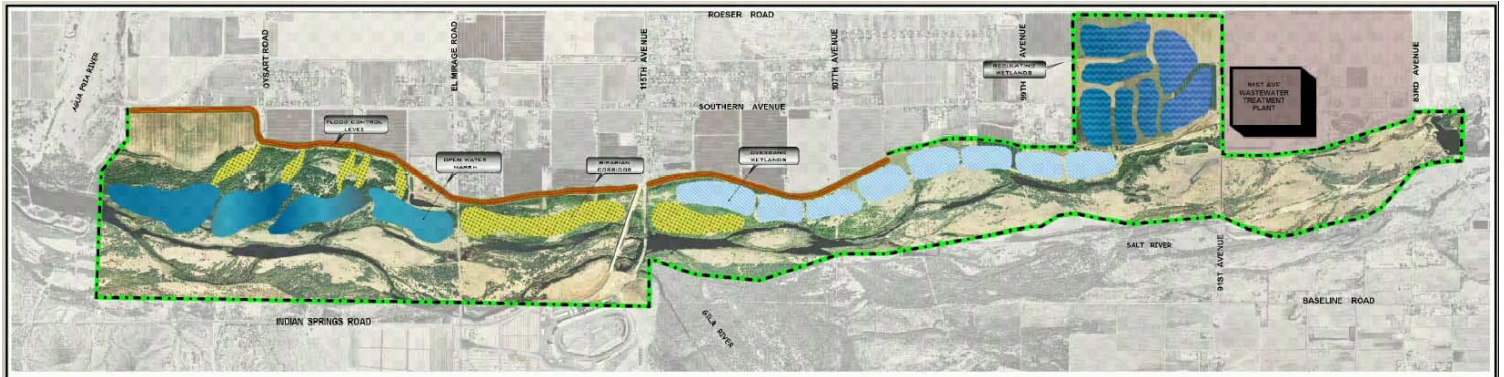 ROESER ROAD
AGUA FRIA RIVER
DYSART ROAD
EL MIRAGE ROAD
115TH AVENUE
107TH AVENUE
99TH AVENUE
REGULATING
WETLANDS
91ST AVE
WASTEWATER
TREATMENT
PLANT
83RD AVENUE
SOUTHERN AVENUE
FLOOD CONTROL
LEVEE
OPEN WATER
MARSH
RIPARIAN
CORRIDOR
OVERBANK
WETLANDS
SALT RIVER
91ST AVENUE
BASELINE ROAD
INDIAN SPRINGS ROAD
GILA RIVER